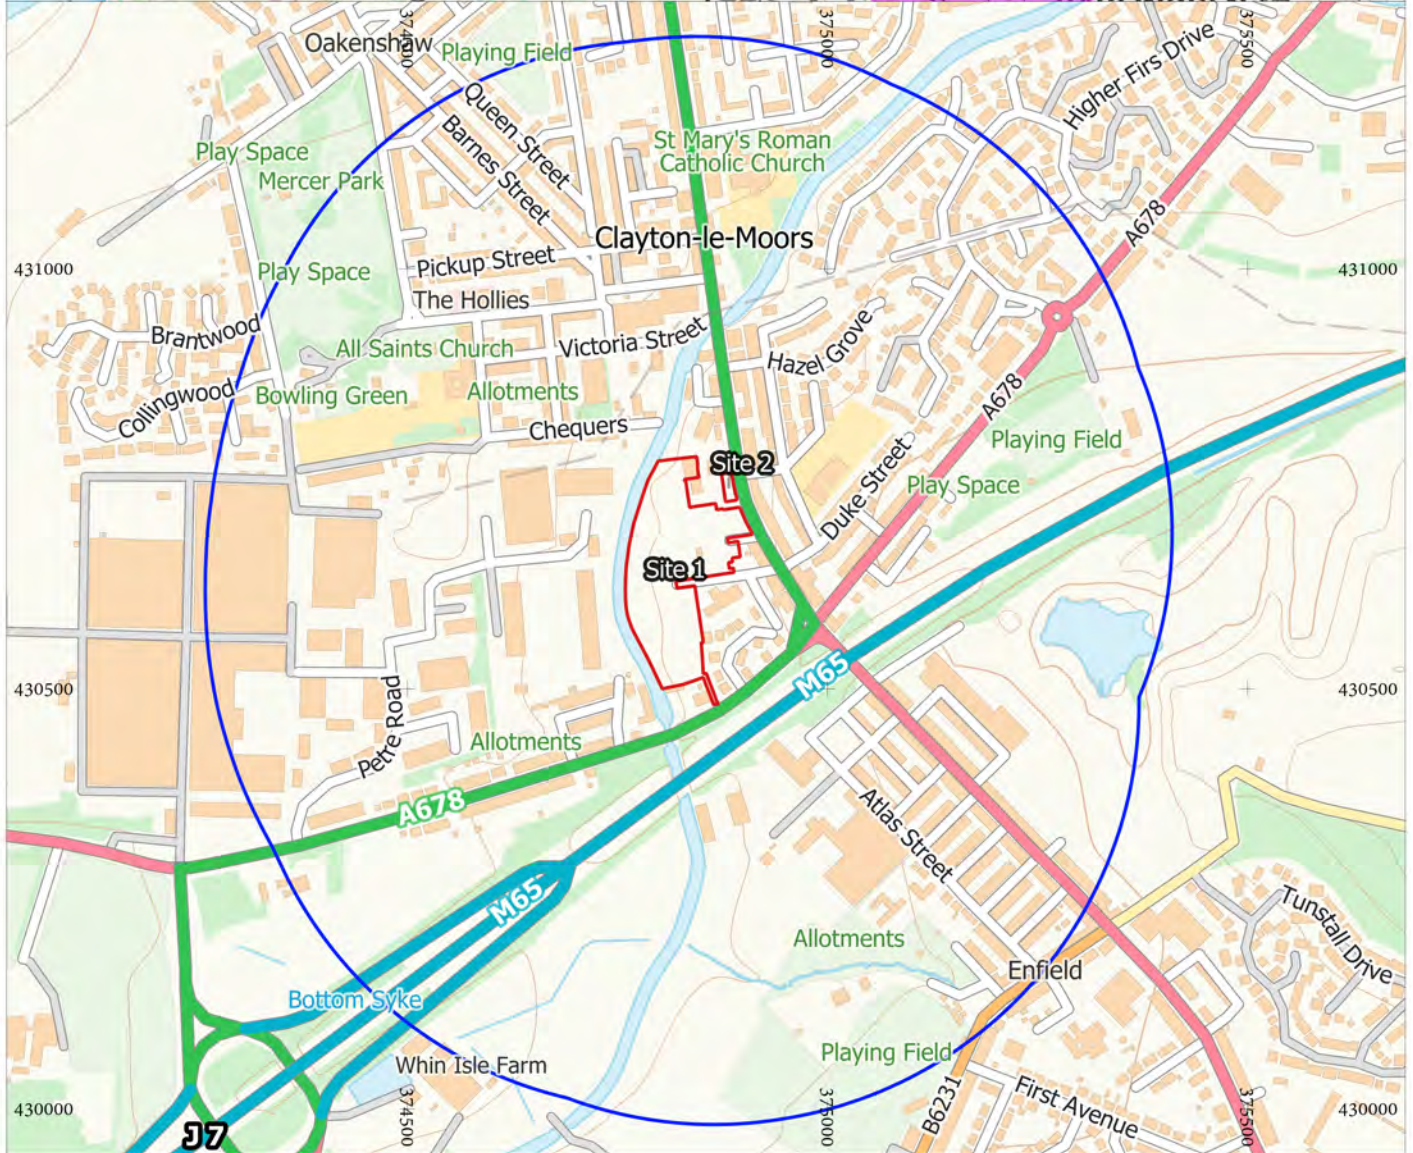 374500
375000
375500
Oakenshaw
Playing Field
Higher Firs Drive
Queen Street
Barnes Street
Play Space
Mercer Park
St Mary's Roman
Catholic Church
A678
Clayton-le-Moors
431000
Pickup Street
Play Space
431000
The Hollies
Brantwood
All Saints Church
Victoria Street
Hazel Grove
Collingwood
Bowling Green
Allotments
A678
Chequers
Playing Field
Site 2
Duke Street
Play Space
Site 1
430500
M65
430500
Petre Road
Allotments
A678
Atlas Street
M65
Allotments
Tunstall Drive
Enfield
Bottom Syke
Whin Isle Farm
Playing Field
430000
B6231
First Avenue
430000
374500
375000
375500
J 7